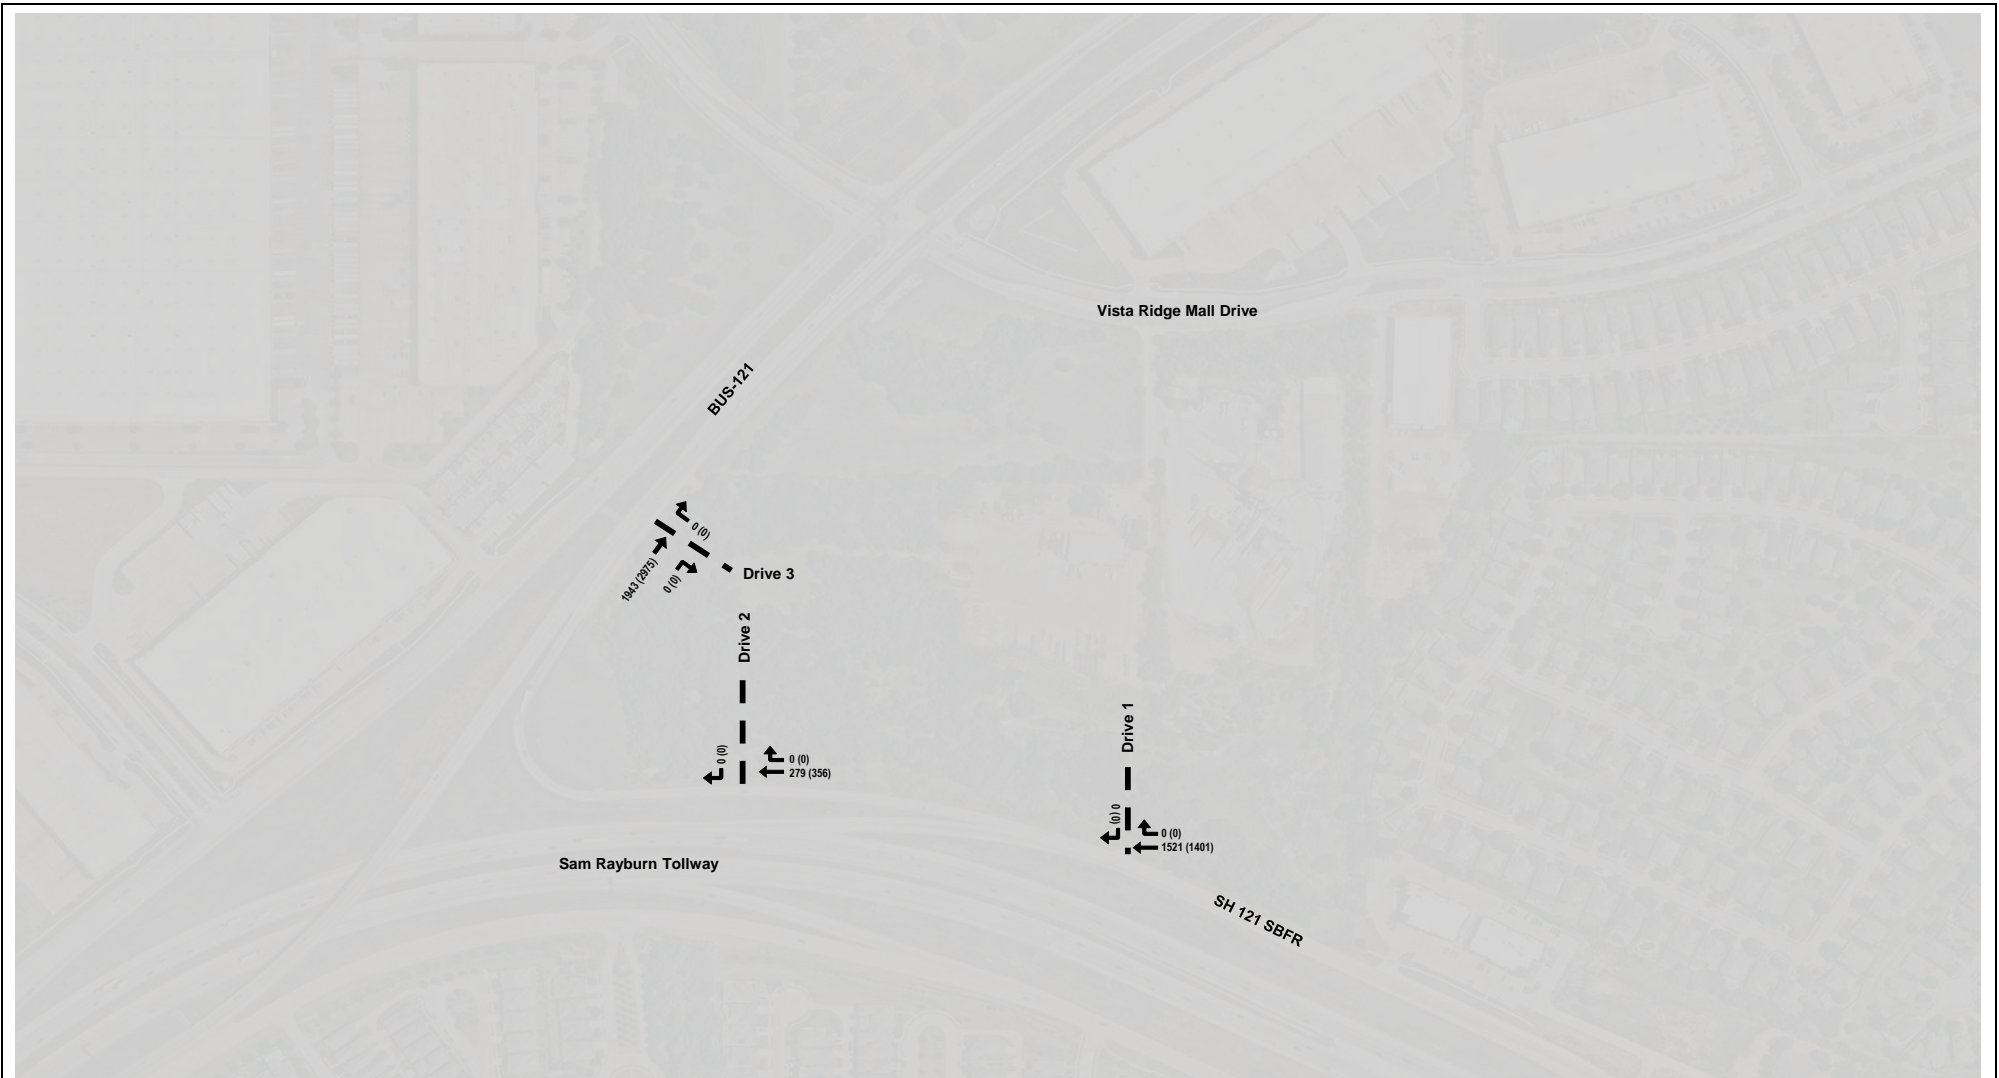 Vista Ridge Mall Drive
BUS-121
0 (0)
1943 (2975)
0 (0)
Drive 3
Drive 2
0 (0)
0 (0)
279 (356)
Drive 1
0 (0)
0 (0)
1521 (1401)
Sam Rayburn Tollway
SH 121 SBFR